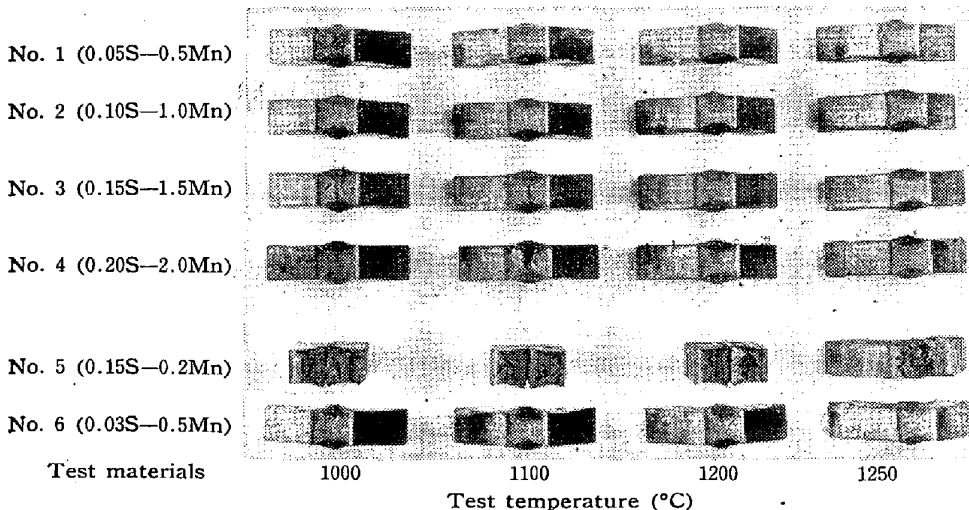 No. 1 (0.05S—0.5Mn)
No. 2 (0.10S—1.0Mn)
No. 3 (0.15S—1.5Mn)
No. 4 (0.20S—2.0Mn)
No. 5 (0.15S—0.2Mn)
No. 6 (0.03S—0.5Mn)
Test materials 1000 1100 1200 1250
Test temperature (°C)